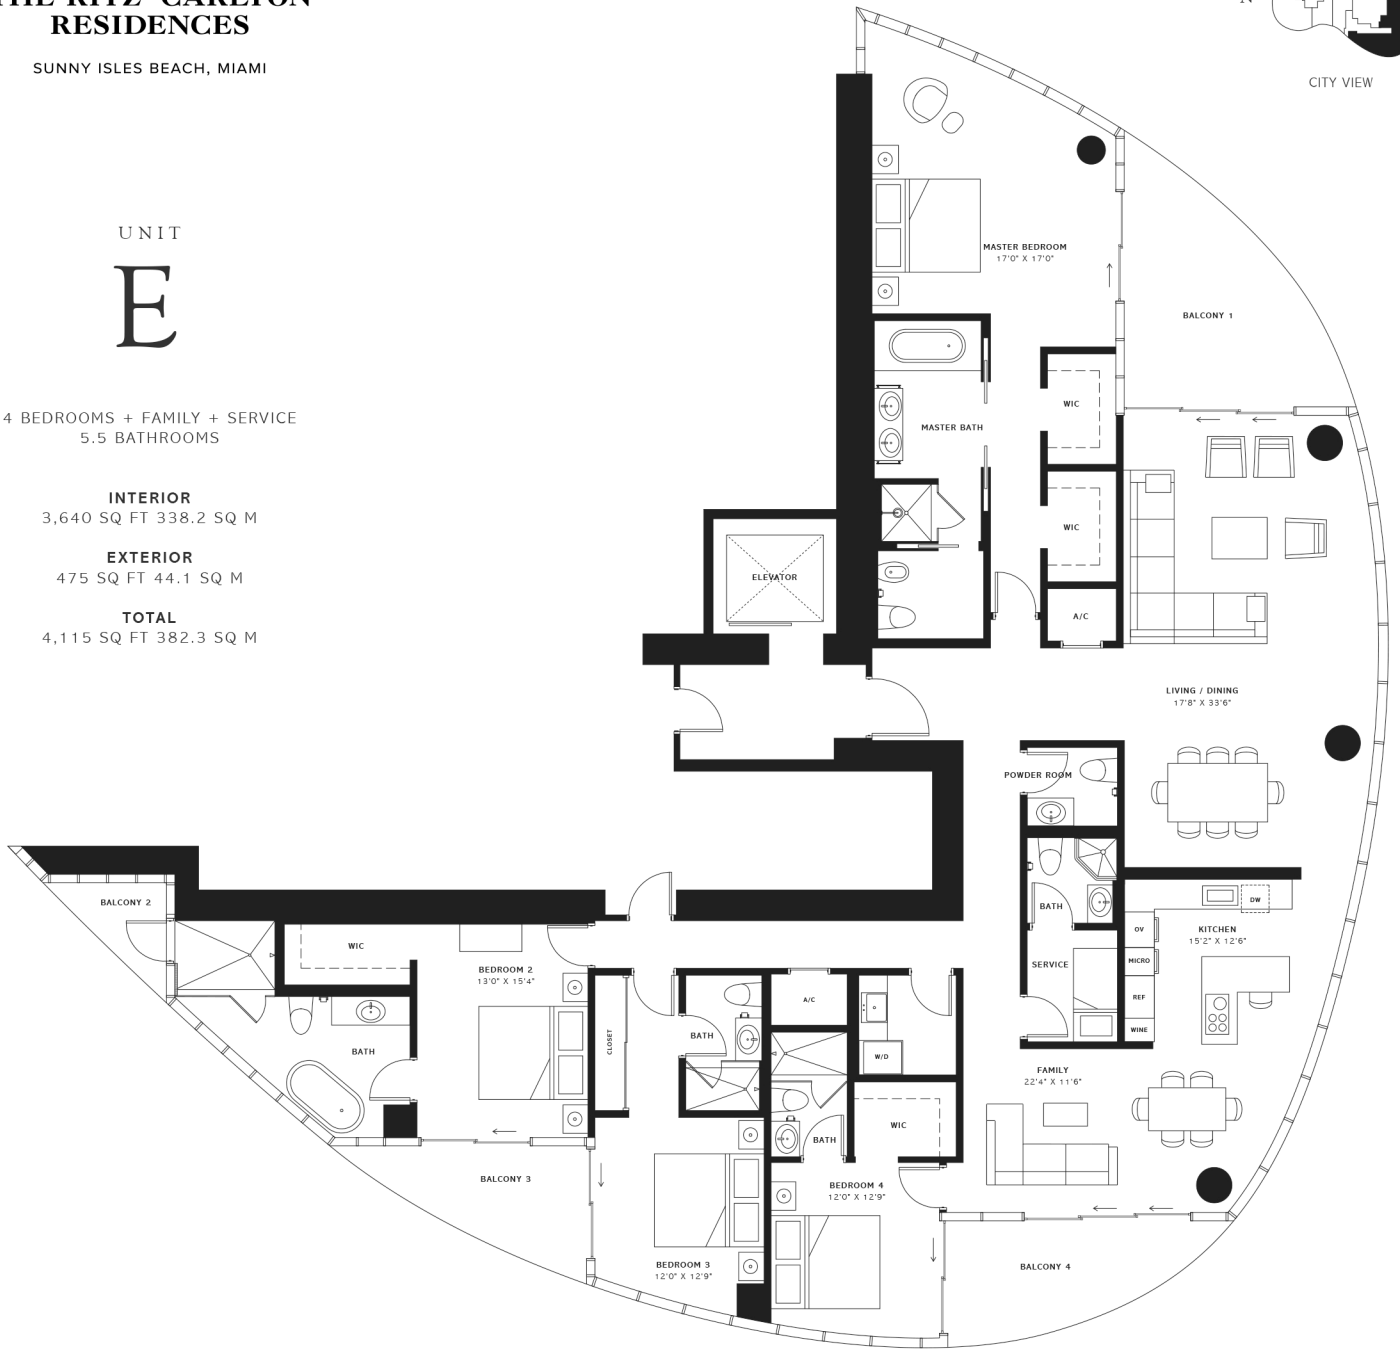 THE RITZ-CARLTON
RESIDENCES
SUNNY ISLES BEACH, MIAMI
N
CITY VIEW
UNIT
E
4 BEDROOMS + FAMILY + SERVICE
5.5 BATHROOMS
INTERIOR
3,640 SQ FT 338.2 SQ M
EXTERIOR
475 SQ FT 44.1 SQ M
TOTAL
4,115 SQ FT 382.3 SQ M
MASTER BEDROOM
17'0" X 17'0"
BALCONY 1
WIC
MASTER BATH
WIC
ELEVATOR
A/C
LIVING / DINING
17'8" X 33'6"
POWDER ROOM
BATH
SERVICE
DW
KITCHEN
15'2" X 12'6"
OV
MICRO
REF
WINE
BALCONY 2
WIC
BEDROOM 2
13'0" X 15'4"
BATH
CLOSET
BATH
A/C
W/D
FAMILY
22'4" X 11'6"
WIC
BATH
BALCONY 3
BEDROOM 4
12'0" X 12'9"
BEDROOM 3
12'0" X 12'9"
BALCONY 4